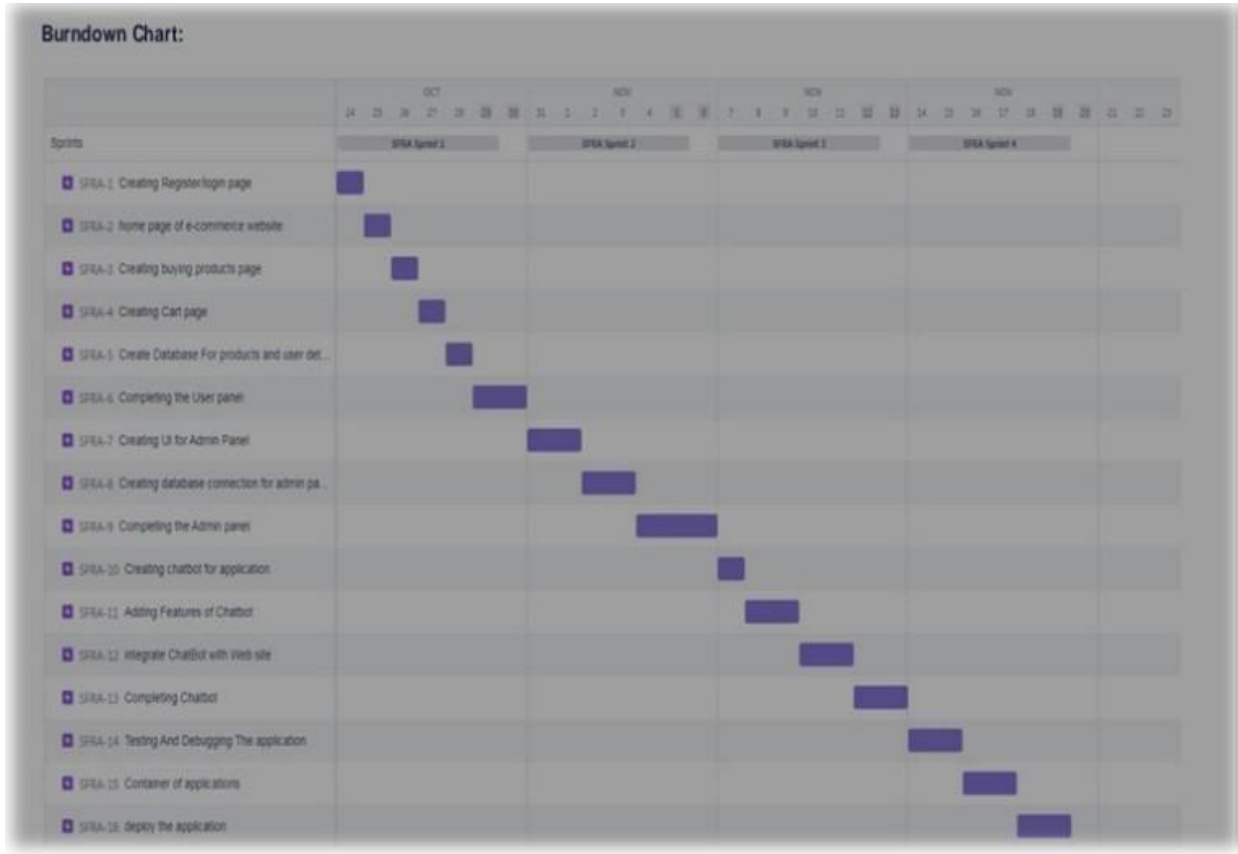 Burndown Chart:
OCT NOV NOV NOV
24 25 26 27 28 29 30 31 1 2 3 4 5 6 7 8 9 10 11 12 13 14 15 16 17 18 19 20 21 22 23
Sprints SFRA Sprint 1 SFRA Sprint 2 SFRA Sprint 3 SFRA Sprint 4
SFRA-1 Creating Register/login page
SFRA-2 home page of e-commerce website
SFRA-3 Creating buying products page
SFRA-4 Creating Cart page
SFRA-5 Create Database For products and user det...
SFRA-6 Completing the User panel
SFRA-7 Creating UI for Admin Panel
SFRA-8 Creating database connection for admin pa...
SFRA-9 Completing the Admin panel
SFRA-10 Creating chatbot for application
SFRA-11 Adding Features of Chatbot
SFRA-12 integrate ChatBot with Web site
SFRA-13 Completing Chatbot
SFRA-14 Testing And Debugging The application
SFRA-15 Container of applications
SFRA-16 deploy the application